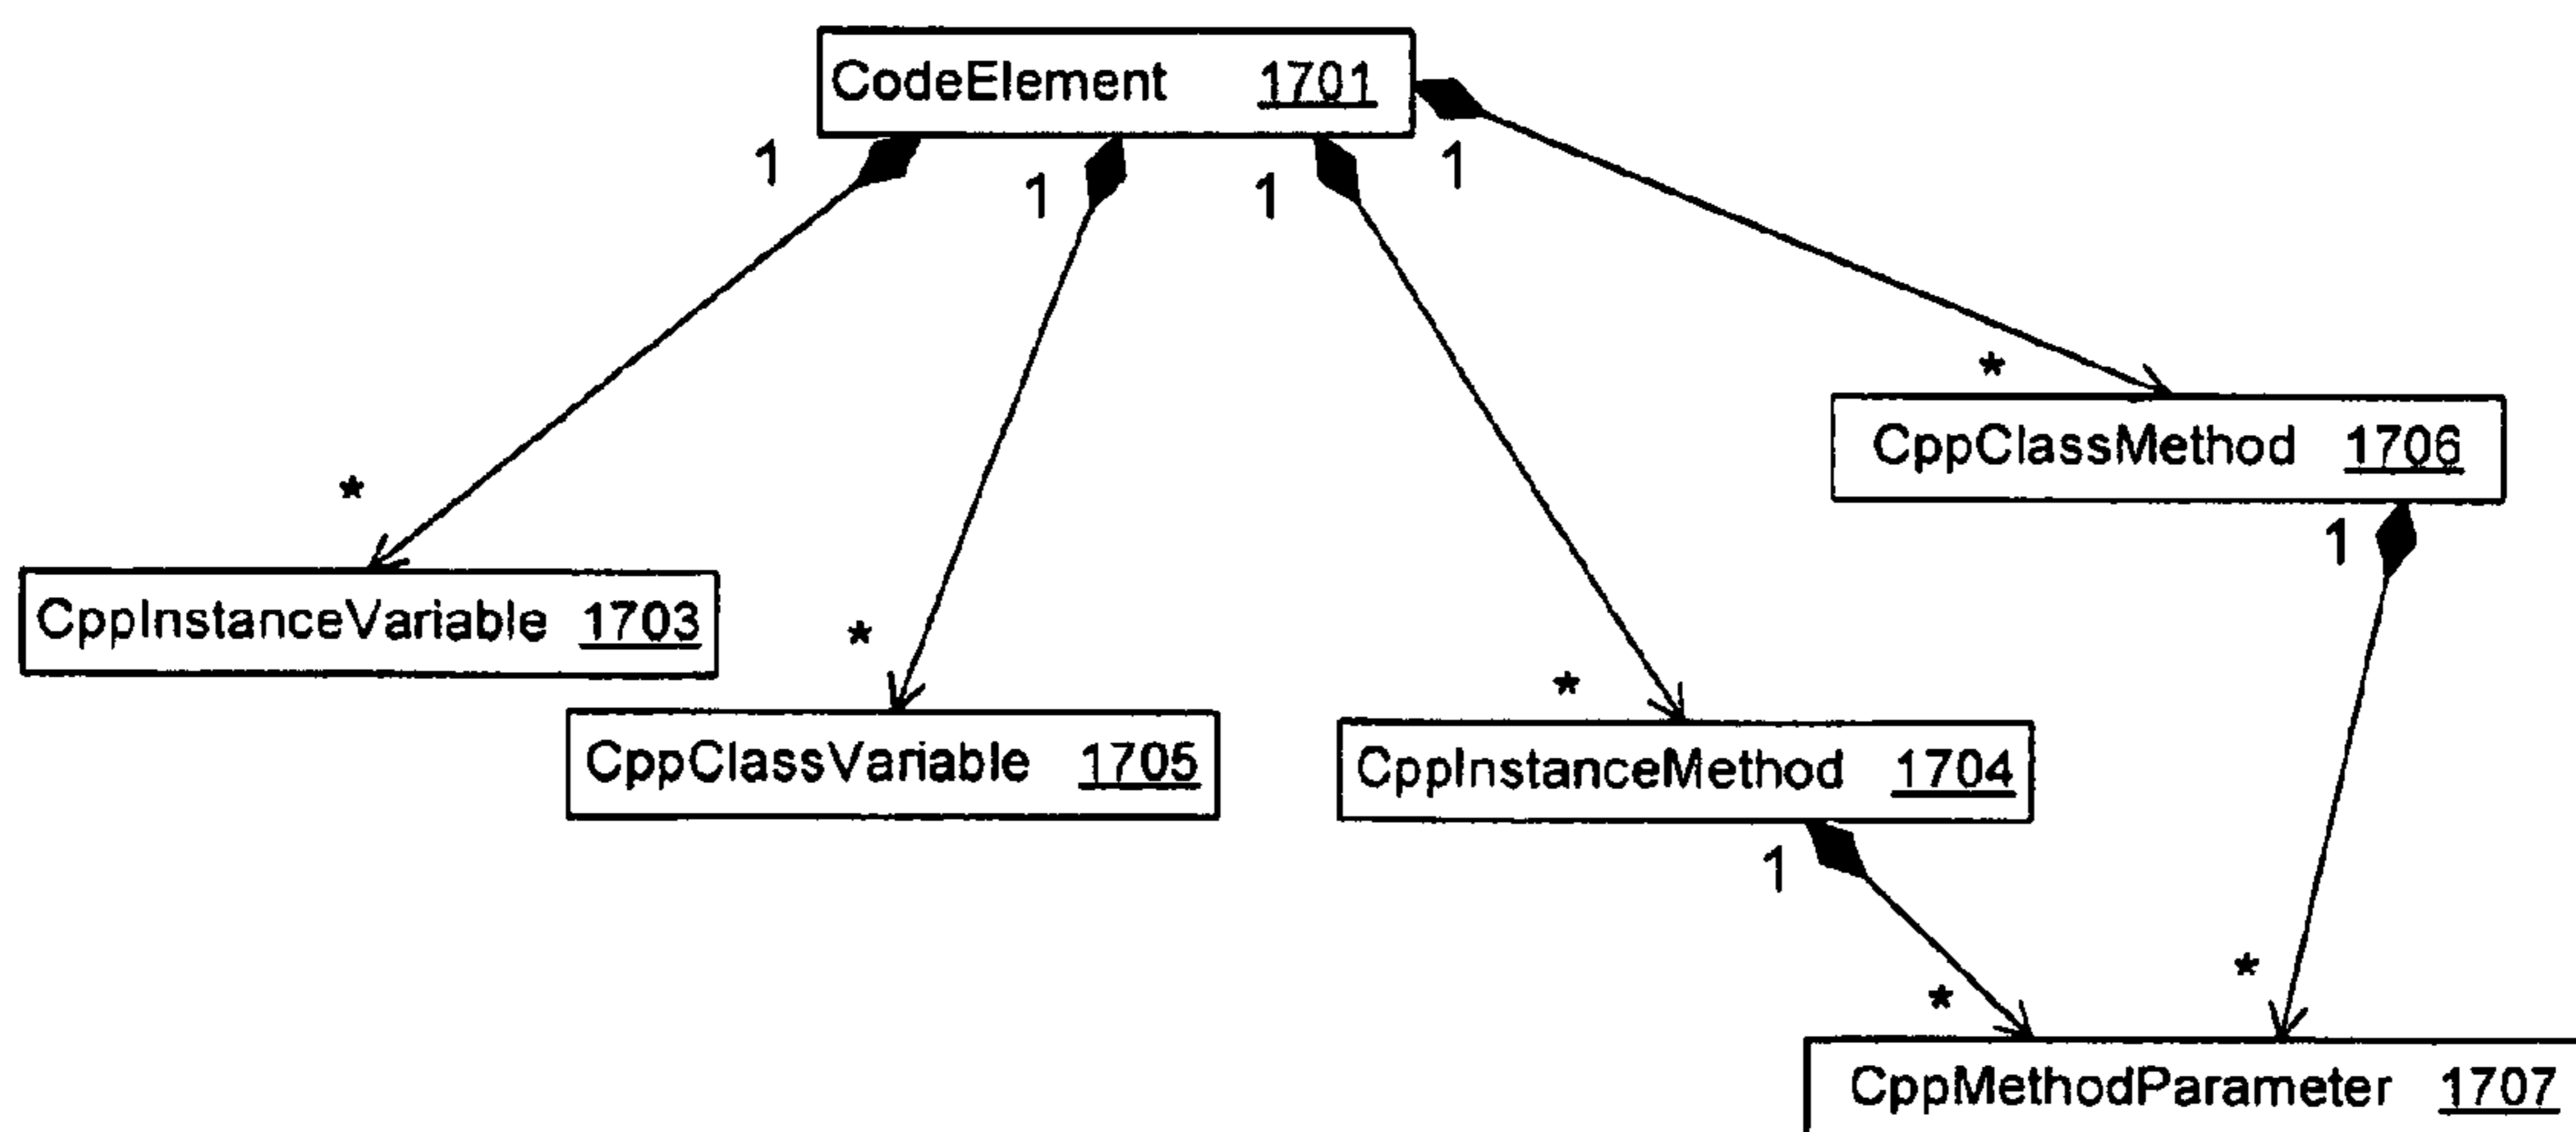 CodeElement 1701
1
1
1
1
*
CppClassMethod 1706
*
1
CppInstanceVariable 1703
*
*
CppClassVariable 1705
CppInstanceMethod 1704
1
*
*
CppMethodParameter 1707